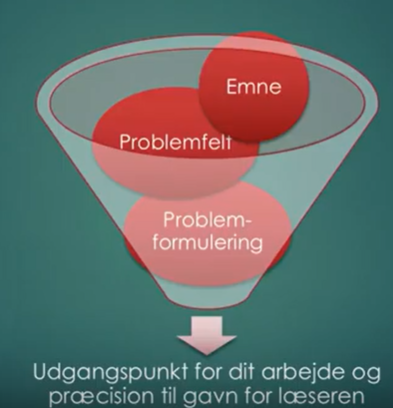 Emne
Problemfelt
Problem-
formulering
Udgangspunkt for dit arbejde og
præcision til gavn for læseren